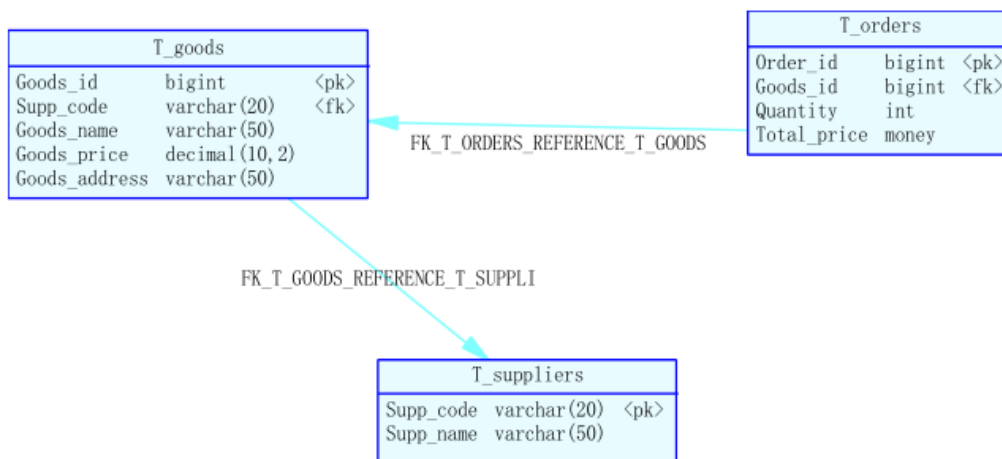 T_goods
Goods_id bigint <pk>
Supp_code varchar(20) <fk>
Goods_name varchar(50)
Goods_price decimal(10,2)
Goods_address varchar(50)
T_orders
Order_id bigint <pk>
Goods_id bigint <fk>
Quantity int
Total_price money
FK_T_ORDERS_REFERENCE_T_GOODS
FK_T_GOODS_REFERENCE_T_SUPPLI
T_suppliers
Supp_code varchar(20) <pk>
Supp_name varchar(50)